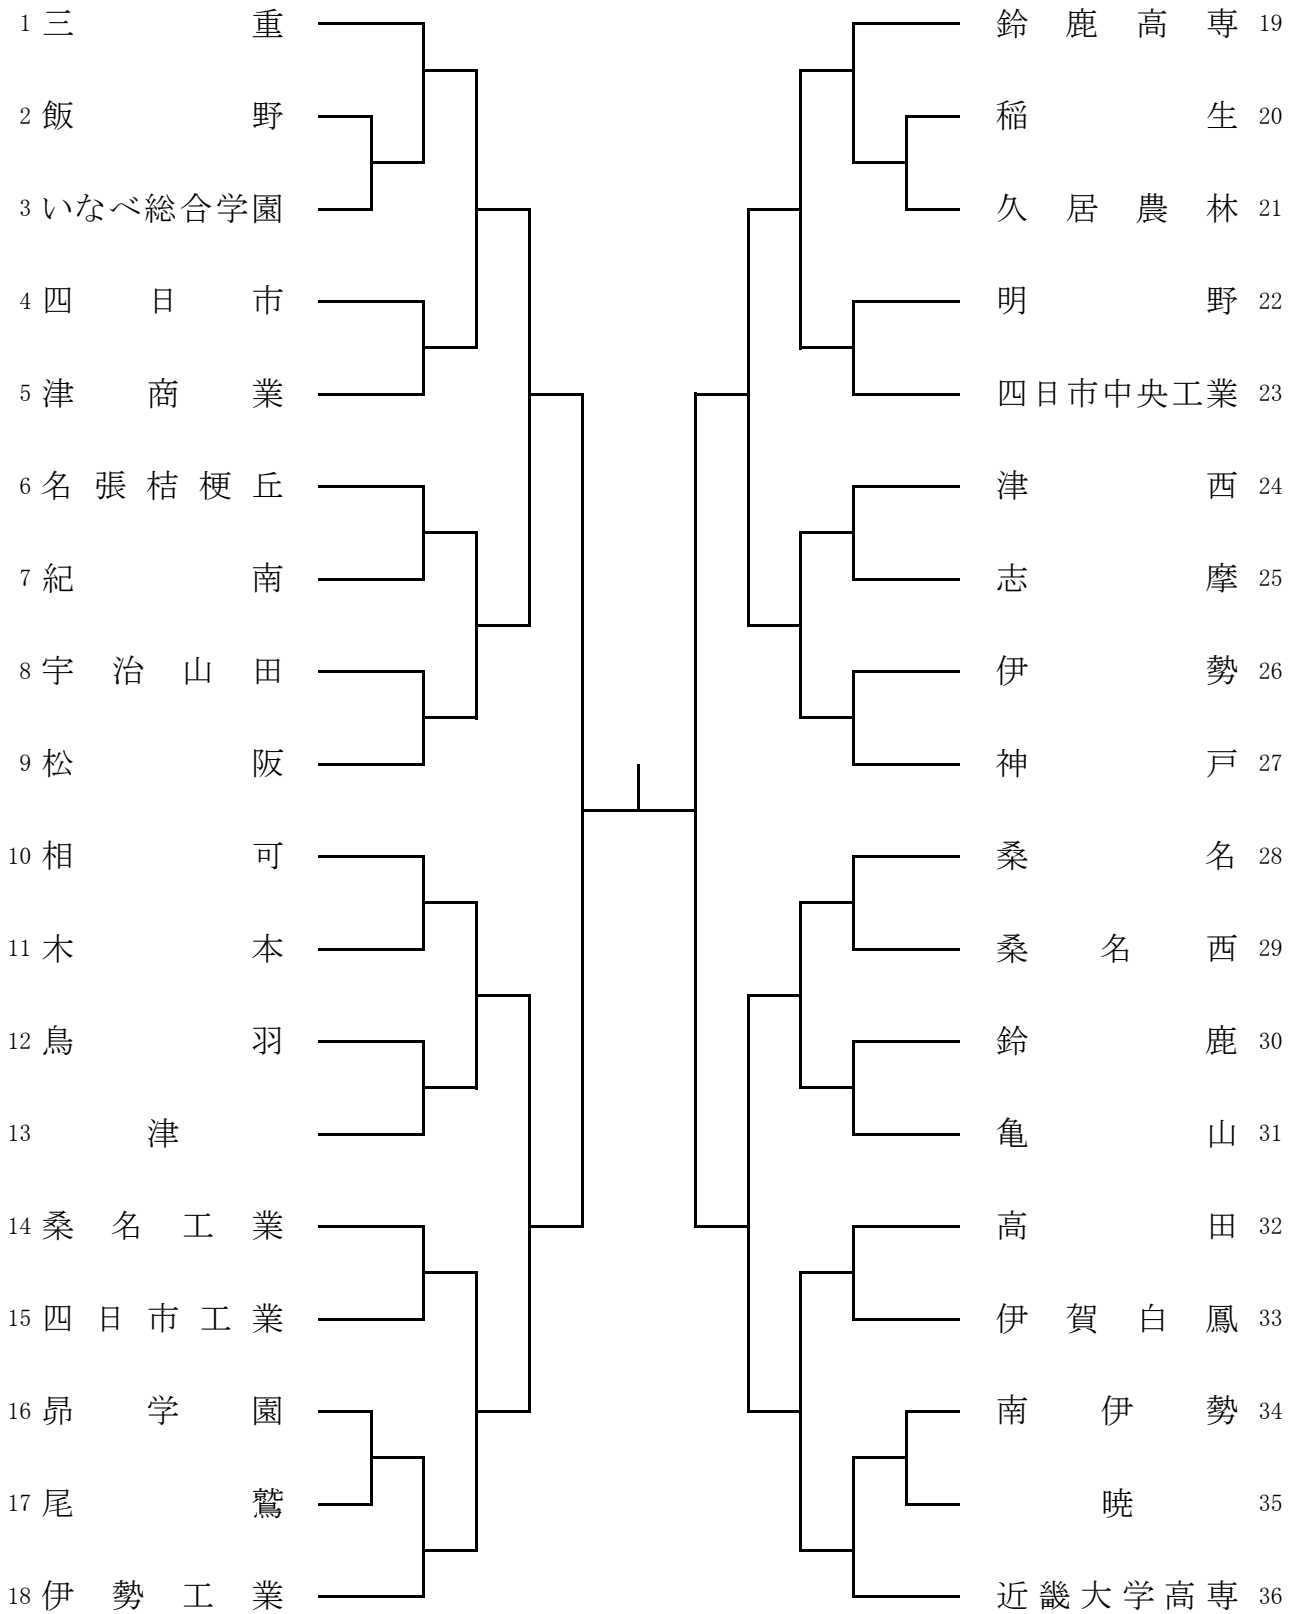 1 三重
2 飯野
3 いなべ総合学園
4 四日市
5 津商業
6 名張桔梗丘
7 紀南
8 宇治山田
9 松阪
10 相可
11 木本
12 鳥羽
13 津
14 桑名工業
15 四日市工業
16 昴学園
17 尾鷲
18 伊勢工業
鈴鹿高専 19
稲生 20
久居農林 21
明野 22
四日市中央工業 23
津西 24
志摩 25
伊勢 26
神戸 27
桑名 28
桑名西 29
鈴鹿 30
亀山 31
高田 32
伊賀白鳳 33
南伊勢 34
暁 35
近畿大学高専 36